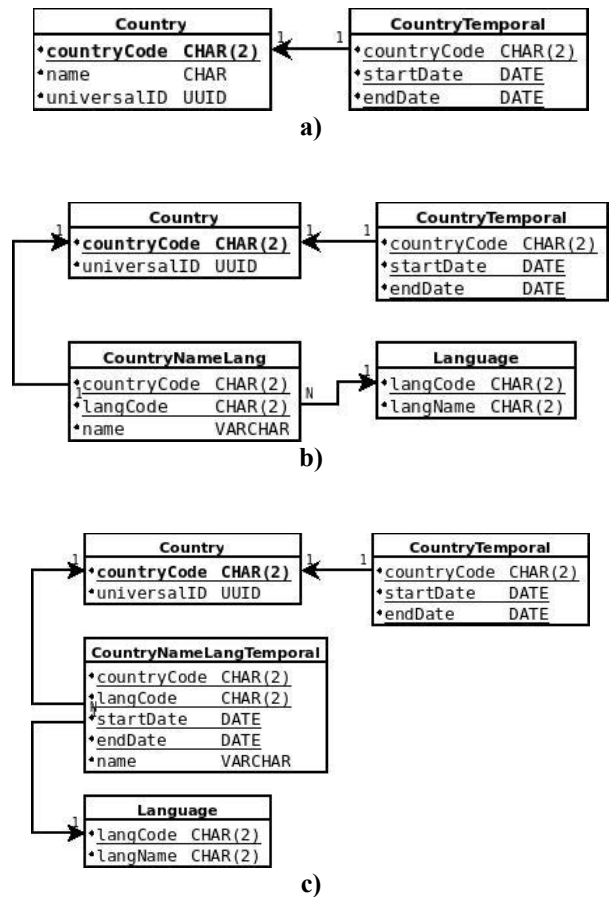 Country
countryCode CHAR(2)
name CHAR
universalID UUID
1
1
CountryTemporal
countryCode CHAR(2)
startDate DATE
endDate DATE
a)
Country
1
countryCode CHAR(2)
universalID UUID
1
1
CountryTemporal
countryCode CHAR(2)
startDate DATE
endDate DATE
CountryNameLang
countryCode CHAR(2)
1
langCode CHAR(2)
name VARCHAR
N
1
Language
langCode CHAR(2)
langName CHAR(2)
b)
Country
1
countryCode CHAR(2)
universalID UUID
1
1
CountryTemporal
countryCode CHAR(2)
startDate DATE
endDate DATE
CountryNameLangTemporal
countryCode CHAR(2)
langCode CHAR(2)
N
startDate DATE
endDate DATE
name VARCHAR
Language
1
langCode CHAR(2)
langName CHAR(2)
c)